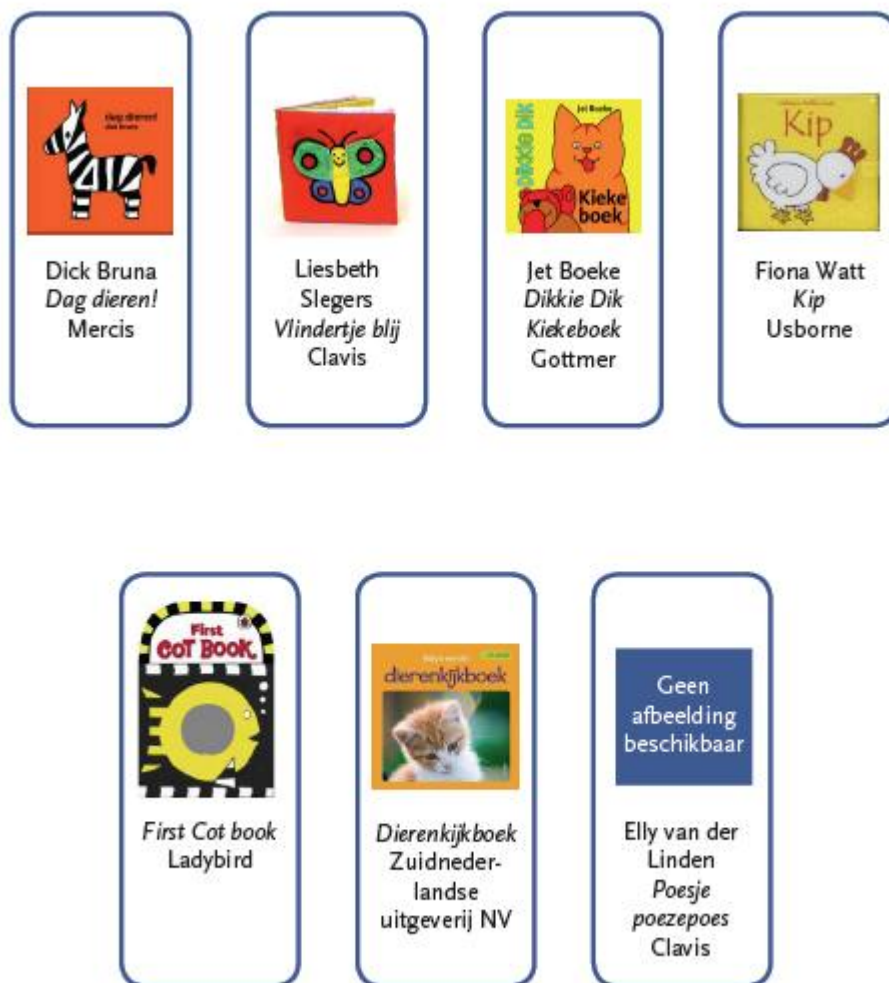 dag dieren!
dick bruna
Dick Bruna
Dag dieren!
Mercis
Liesbeth
Slegers
Vlindertje blij
Clavis
Jet Boeke
Dikkie Dik
Kieke
boek
Jet Boeke
Dikkie Dik
Kiekeboek
Gottmer
Kip
Fiona Watt
Kip
Usborne
First
COT BOOK
First Cot book
Ladybird
dierenkijkboek
Dierenkijkboek
Zuidneder-
landse
uitgeverij NV
Geen
afbeelding
beschikbaar
Elly van der
Linden
Poesje
poezepoes
Clavis